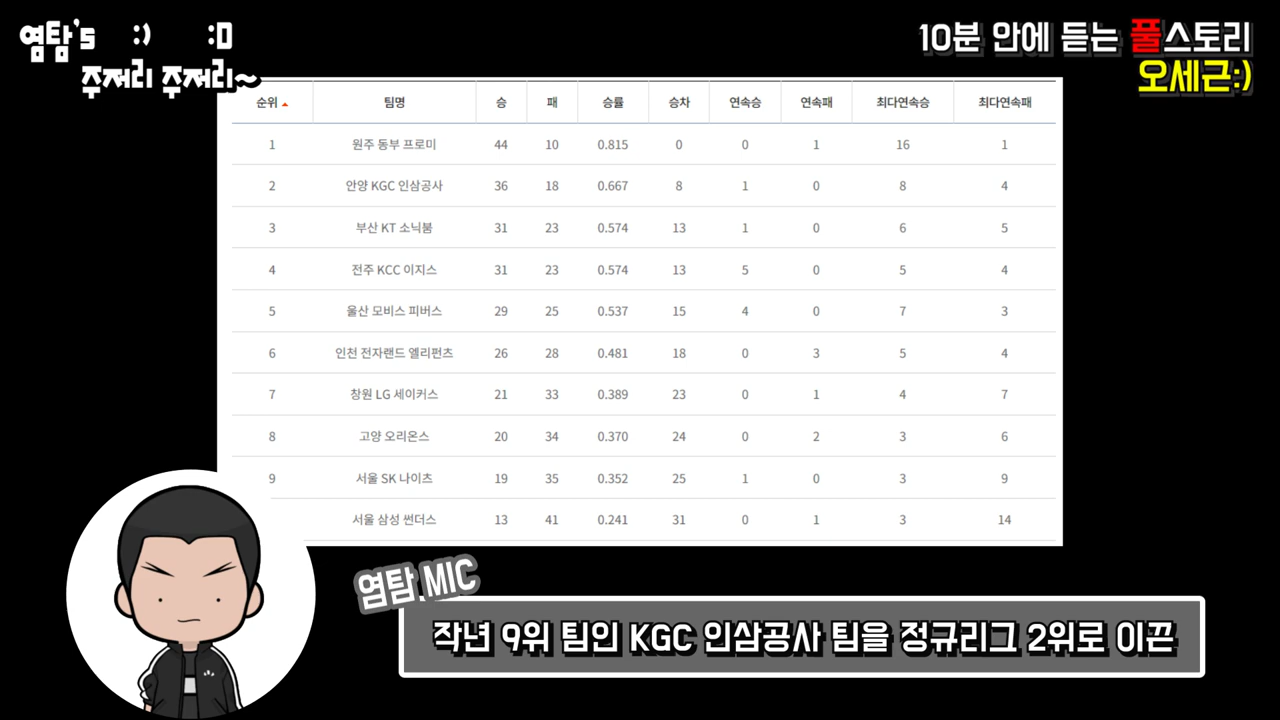 염탐's :) :D
주저리 주저리~
10분 안에 듣는 풀스토리
오세근:)
순위 팀명 승 패 승률 승차 연속승 연속패 최다연속승 최다연속패
1 원주 동부 프로미 44 10 0.815 0 0 1 16 1
2 안양 KGC 인삼공사 36 18 0.667 8 1 0 8 4
3 부산 KT 소닉붐 31 23 0.574 13 1 0 6 5
4 전주 KCC 이지스 31 23 0.574 13 5 0 5 4
5 울산 모비스 피버스 29 25 0.537 15 4 0 7 3
6 인천 전자랜드 엘리펀츠 26 28 0.481 18 0 3 5 4
7 창원 LG 세이커스 21 33 0.389 23 0 1 4 7
8 고양 오리온스 20 34 0.370 24 0 2 3 6
9 서울 SK 나이츠 19 35 0.352 25 1 0 3 9
서울 삼성 썬더스 13 41 0.241 31 0 1 3 14
염탐 MIC
작년 9위 팀인 KGC 인삼공사 팀을 정규리그 2위로 이끈